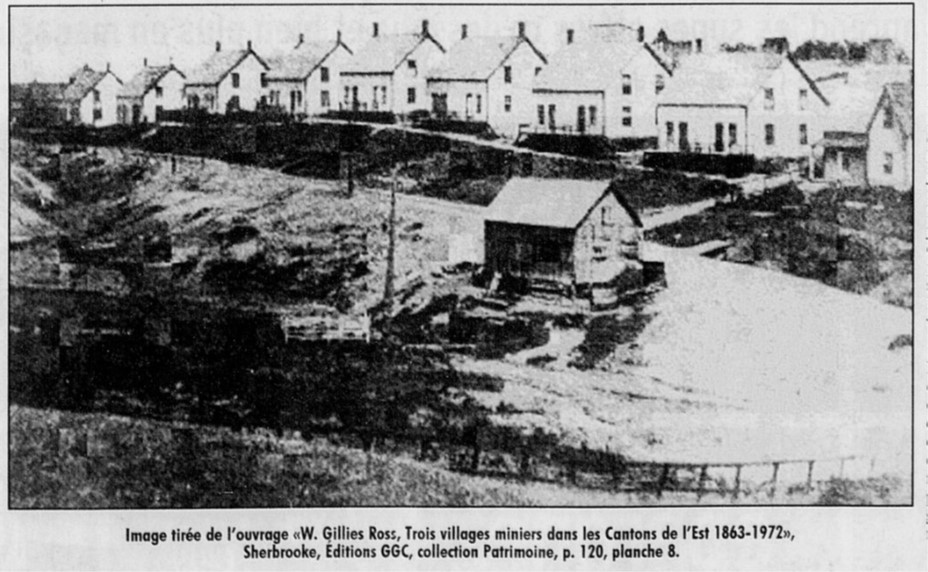 Image tirée de l'ouvrage «W. Gillies Ross, Trois villages miniers dans les Cantons de l'Est 1863-1972»,
Sherbrooke, Éditions GGC, collection Patrimoine, p. 120, planche 8.